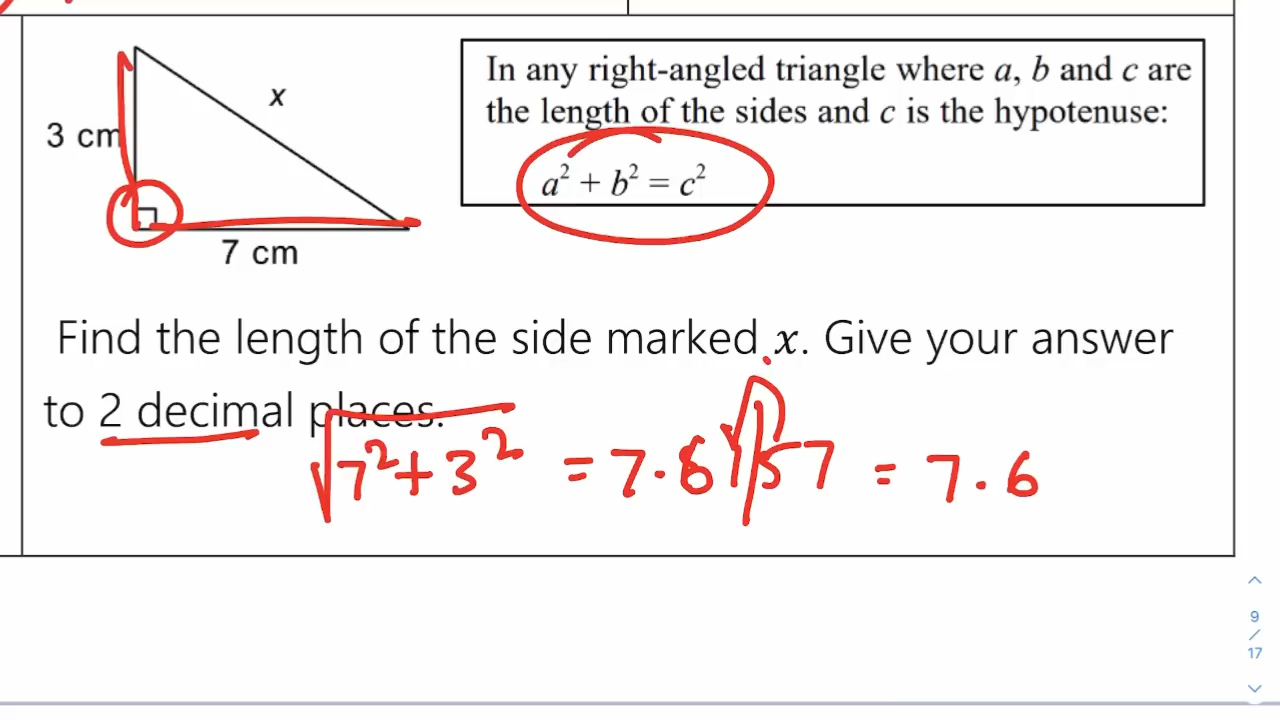 x
3 cm
7 cm
In any right-angled triangle where a, b and c are
the length of the sides and c is the hypotenuse:
a² + b² = c²
Find the length of the side marked x. Give your answer
to 2 decimal places.
√7² + 3² = 7.6157 = 7.6
9
/
17